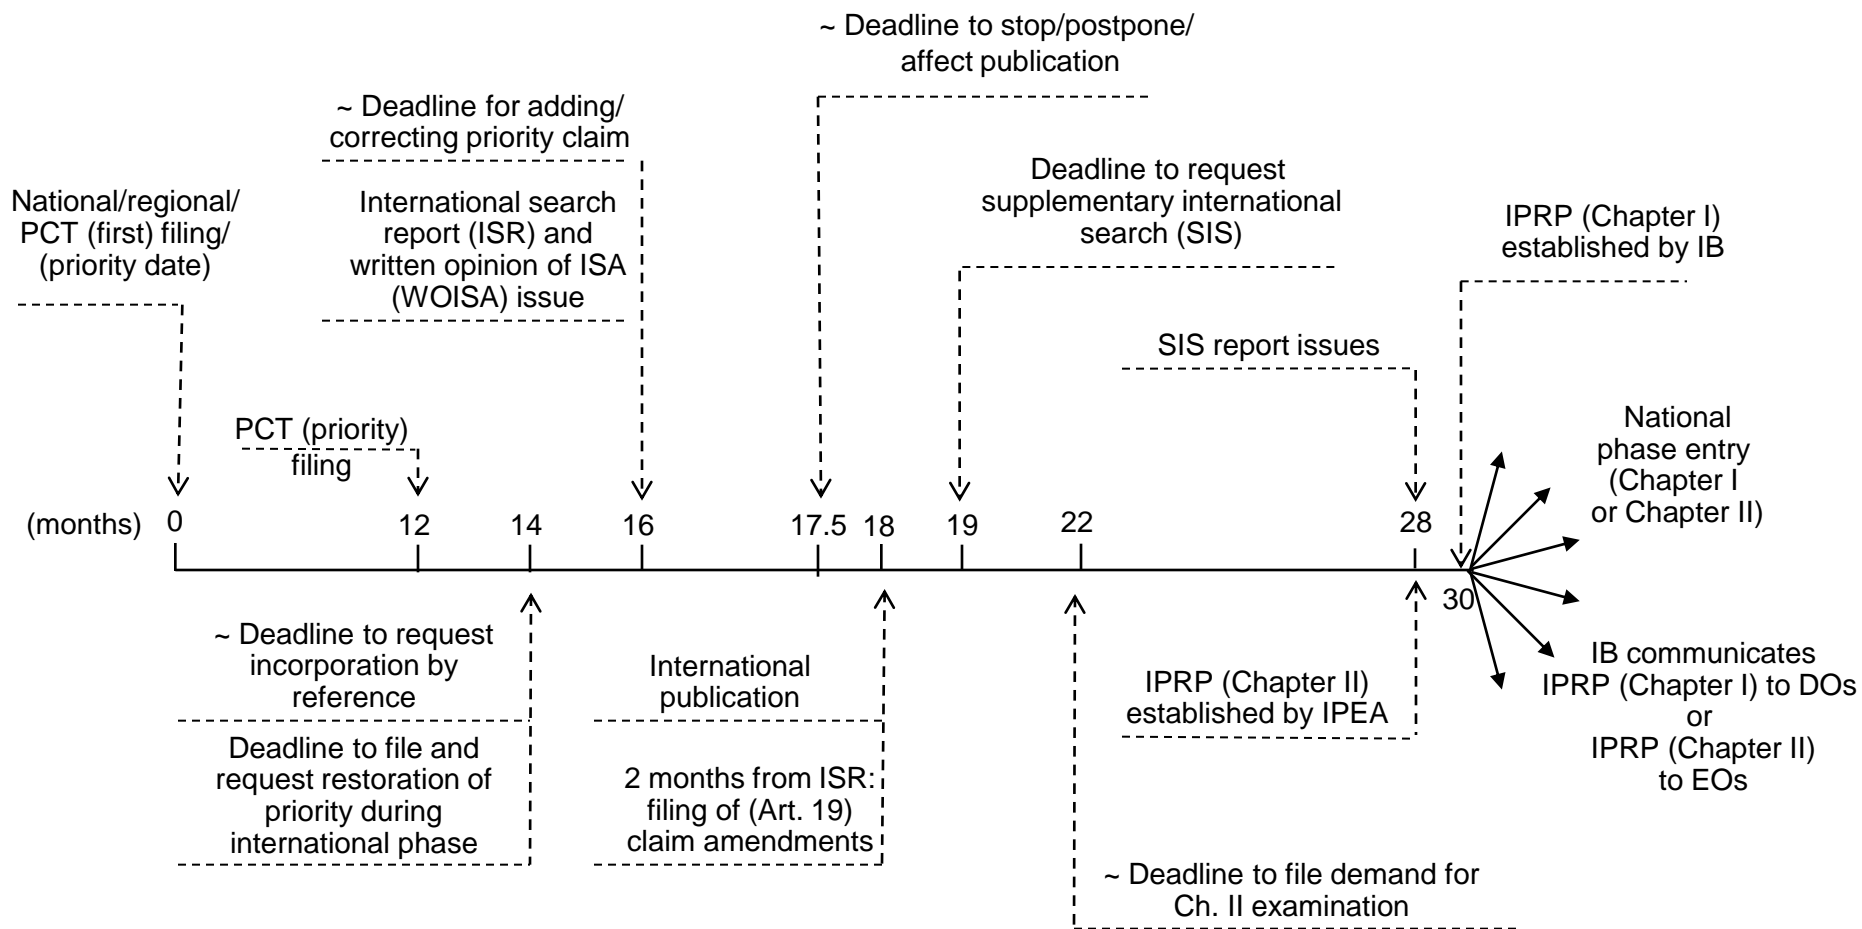 ~ Deadline to stop/postpone/
affect publication
~ Deadline for adding/
correcting priority claim
National/regional/
PCT (first) filing/
(priority date)
International search
report (ISR) and
written opinion of ISA
(WOISA) issue
Deadline to request
supplementary international
search (SIS)
IPRP (Chapter I)
established by IB
SIS report issues
PCT (priority)
filing
National
phase entry
(Chapter I
or Chapter II)
(months)
0
12
14
16
17.5
18
19
22
28
30
~ Deadline to request
incorporation by
reference
Deadline to file and
request restoration of
priority during
international phase
International
publication
2 months from ISR:
filing of (Art. 19)
claim amendments
IPRP (Chapter II)
established by IPEA
~ Deadline to file demand for
Ch. II examination
IB communicates
IPRP (Chapter I) to DOs
or
IPRP (Chapter II)
to EOs